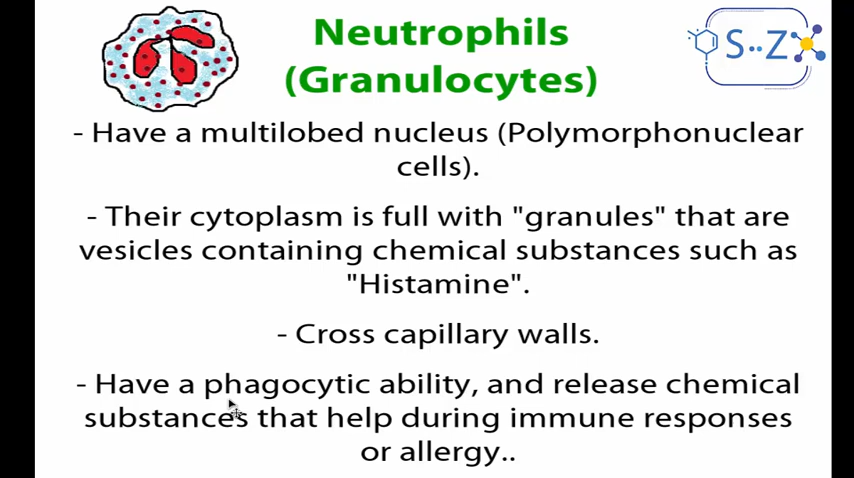 Neutrophils
(Granulocytes)
S..Z
- Have a multilobed nucleus (Polymorphonuclear
cells).
- Their cytoplasm is full with "granules" that are
vesicles containing chemical substances such as
"Histamine".
- Cross capillary walls.
- Have a phagocytic ability, and release chemical
substances that help during immune responses
or allergy..